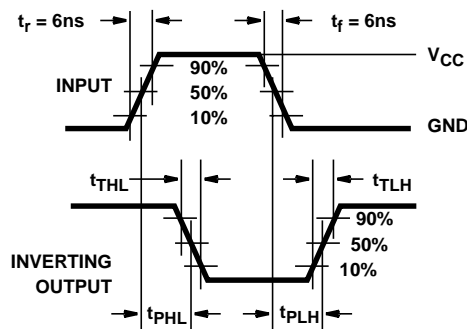 tr = 6ns
tf = 6ns
VCC
INPUT
90%
50%
10%
GND
tTHL
tTLH
90%
50%
10%
INVERTING
OUTPUT
tPHL
tPLH